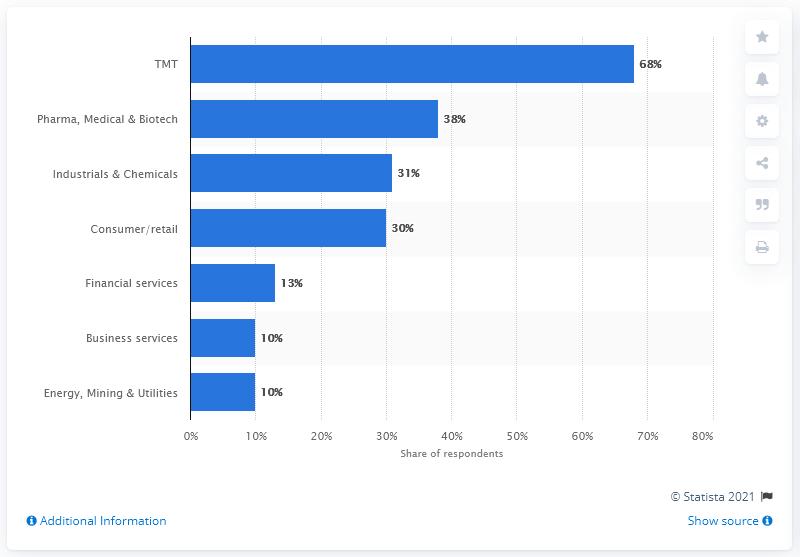 TMT 68%
Pharma, Medical & Biotech 38%
Industrials & Chemicals 31%
Consumer/retail 30%
Financial services 13%
Business services 10%
Energy, Mining & Utilities 10%
0% 10% 20% 30% 40% 50% 60% 70% 80%
Share of respondents
© Statista 2021
Additional Information Show source